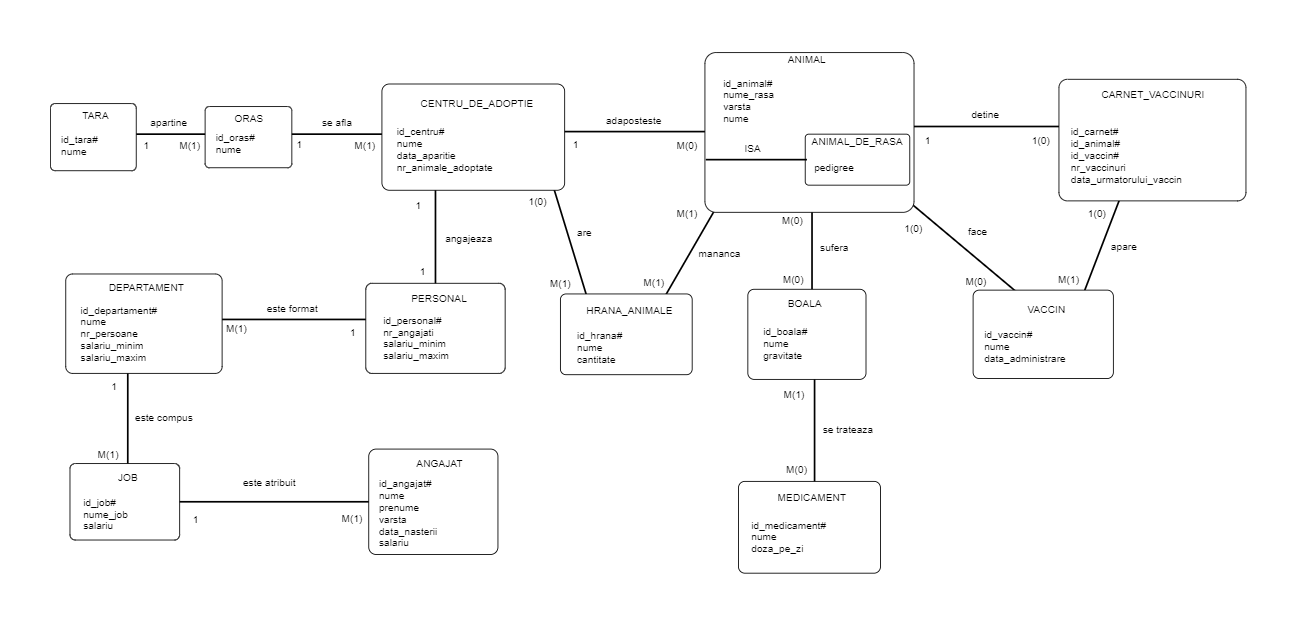 TARA
id_tara#
nume
apartine
1
M(1)
ORAS
id_oras#
nume
se afla
1
M(1)
CENTRU_DE_ADOPTIE
id_centru#
nume
data_aparitie
nr_animale_adoptate
adaposteste
1
M(0)
ANIMAL
id_animal#
nume_rasa
varsta
nume
ISA
ANIMAL_DE_RASA
pedigree
detine
1
1(0)
CARNET_VACCINURI
id_carnet#
id_animal#
id_vaccin#
nr_vaccinuri
data_urmatorului_vaccin
1
angajeaza
1
1(0)
are
M(1)
M(1)
mananca
M(1)
M(0)
sufera
M(0)
1(0)
face
M(0)
1(0)
apare
M(1)
DEPARTAMENT
id_departament#
nume
nr_persoane
salariu_minim
salariu_maxim
este format
M(1)
1
PERSONAL
id_personal#
nr_angajati
salariu_minim
salariu_maxim
HRANA_ANIMALE
id_hrana#
nume
cantitate
BOALA
id_boala#
nume
gravitate
VACCIN
id_vaccin#
nume
data_administrare
1
este compus
M(1)
M(1)
se trateaza
M(0)
JOB
id_job#
nume_job
salariu
este atribuit
1
M(1)
ANGAJAT
id_angajat#
nume
prenume
varsta
data_nasterii
salariu
MEDICAMENT
id_medicament#
nume
doza_pe_zi